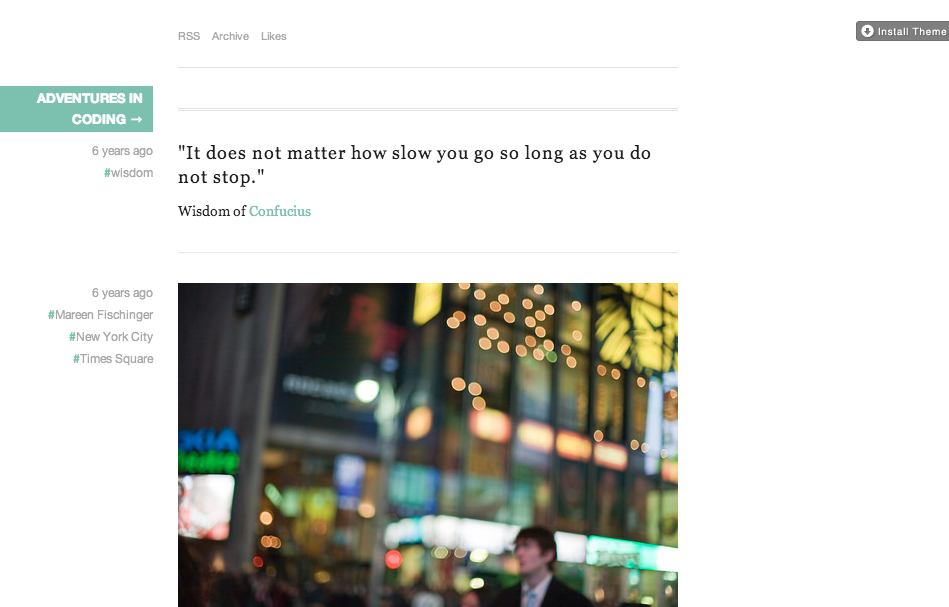 RSS Archive Likes
Install Theme
ADVENTURES IN
CODING →
6 years ago
#wisdom
"It does not matter how slow you go so long as you do
not stop."
Wisdom of Confucius
6 years ago
#Mareen Fischinger
#New York City
#Times Square